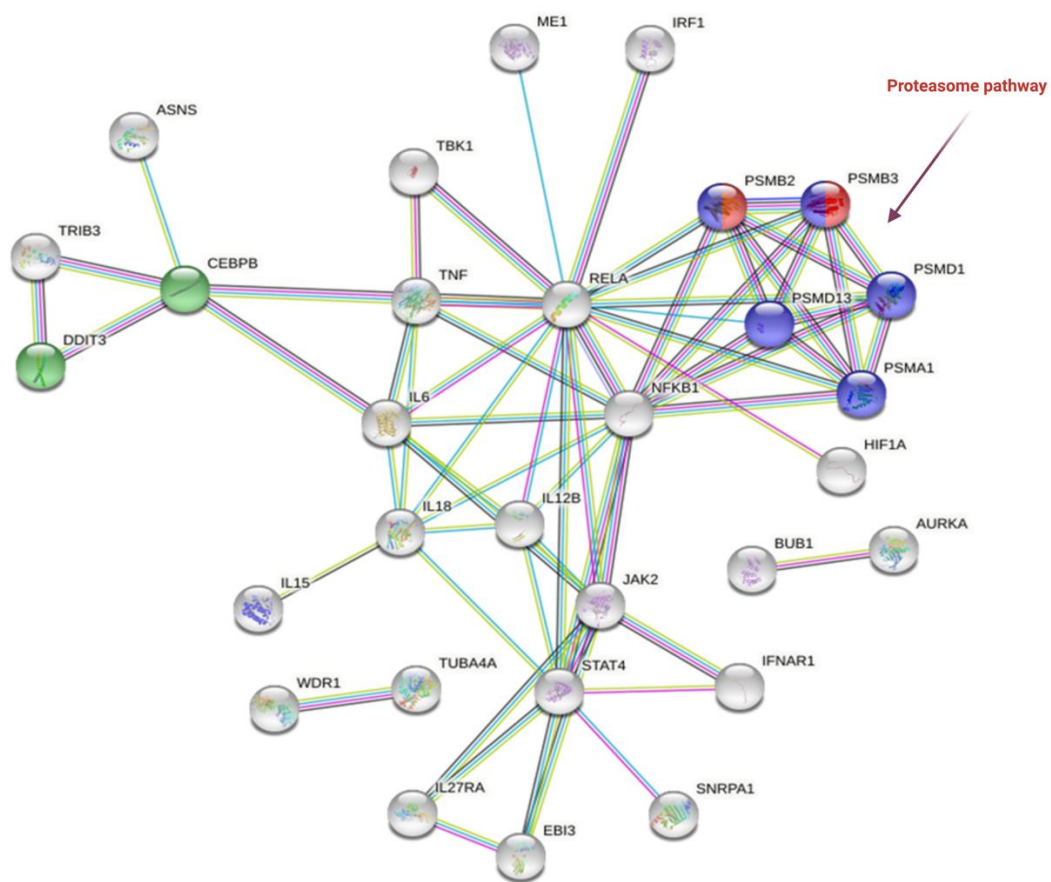 ME1
IRF1
Proteasome pathway
ASNS
TBK1
PSMB2
PSMB3
TRIB3
CEBPB
TNF
RELA
PSMD1
PSMD13
DDIT3
PSMA1
NFKB1
IL6
HIF1A
IL18
IL12B
AURKA
BUB1
IL15
JAK2
TUBA4A
STAT4
IFNAR1
WDR1
IL27RA
SNRPA1
EBI3